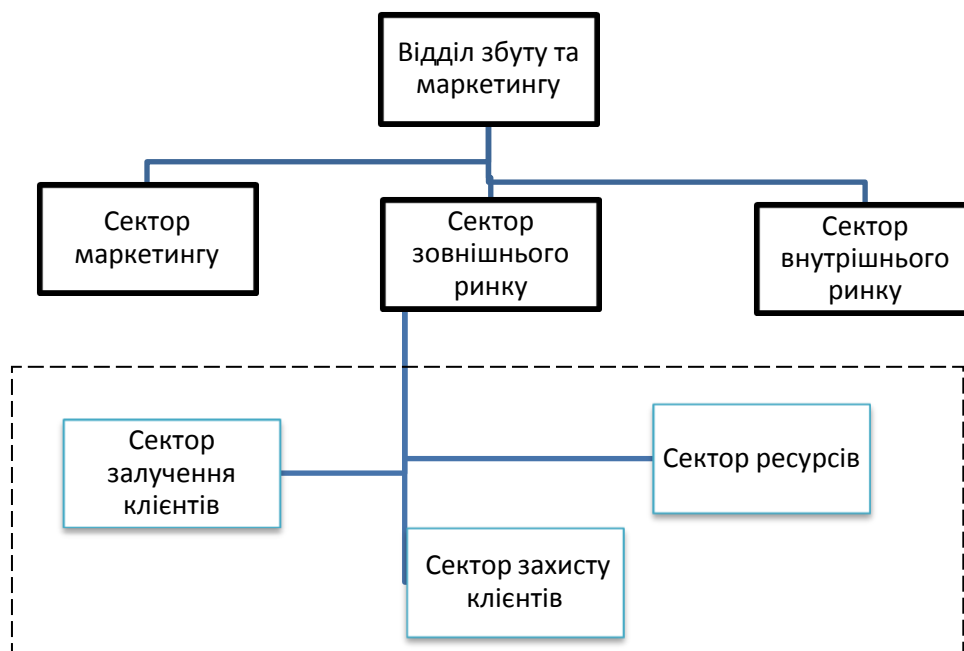 Відділ збуту та
маркетингу
Сектор
маркетингу
Сектор
зовнішнього
ринку
Сектор
внутрішнього
ринку
Сектор
залучення
клієнтів
Сектор ресурсів
Сектор захисту
клієнтів